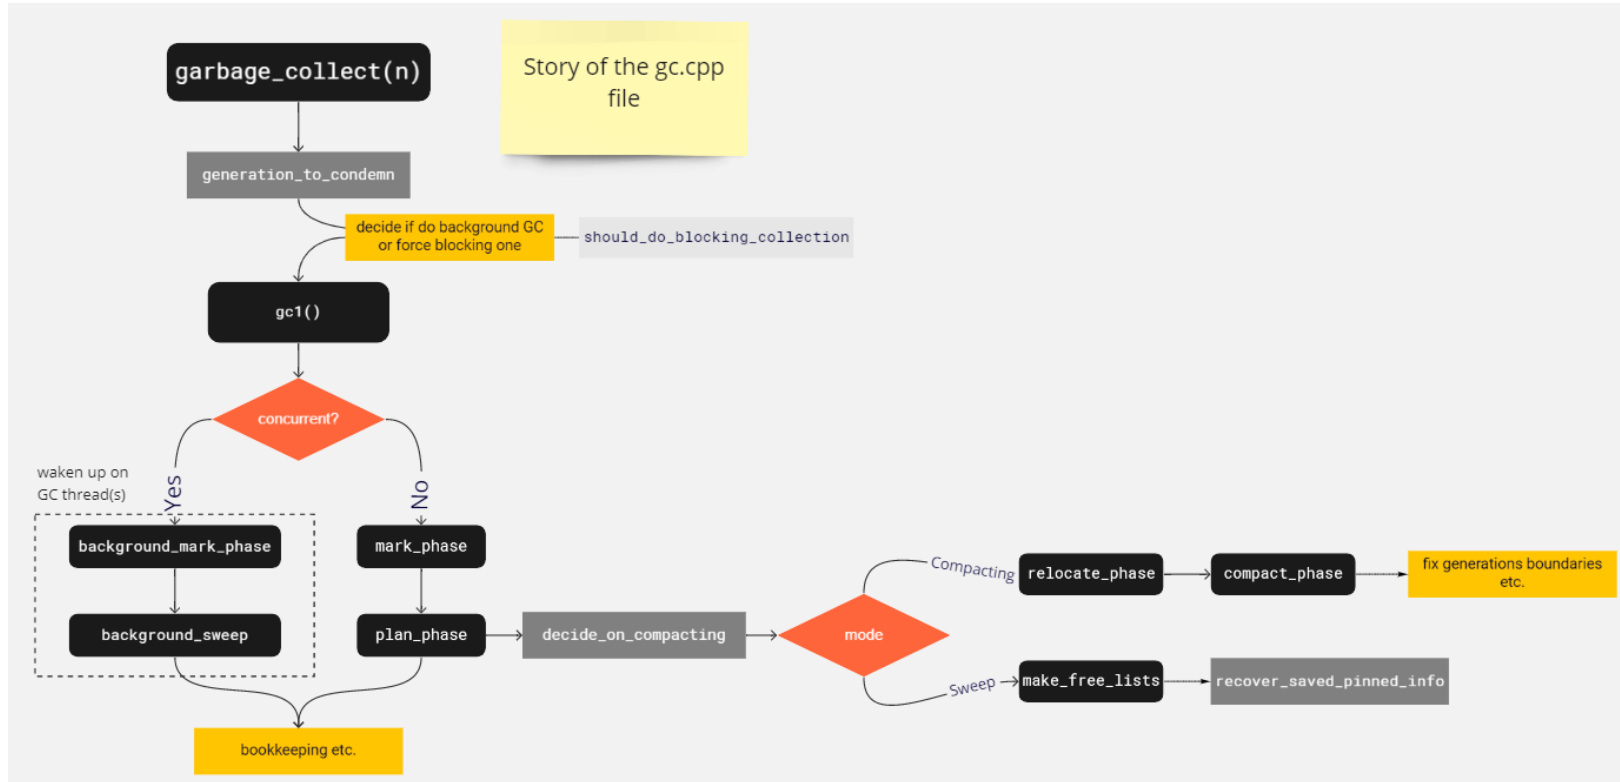 garbage_collect(n)
Story of the gc.cpp
file
generation_to_condemn
decide if do background GC
or force blocking one
should_do_blocking_collection
gc1()
concurrent?
waken up on
GC thread(s)
Yes
No
background_mark_phase
mark_phase
background_sweep
plan_phase
decide_on_compacting
mode
Compacting
relocate_phase
compact_phase
fix generations boundaries
etc.
Sweep
make_free_lists
recover_saved_pinned_info
bookkeeping etc.